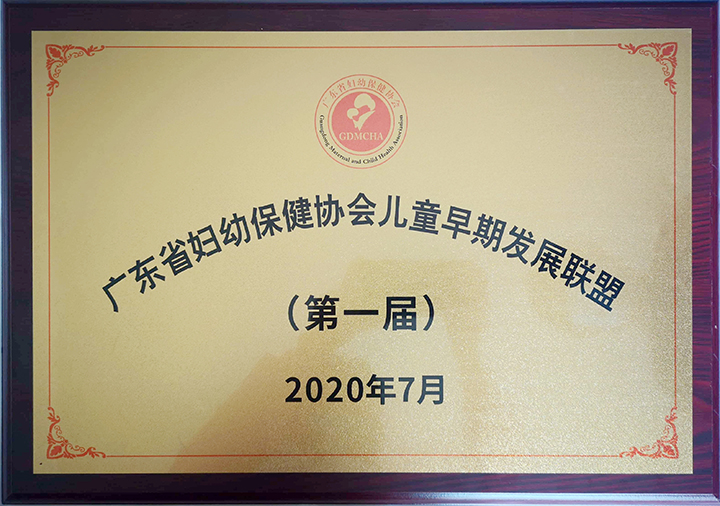 广东省妇幼保健协会
GDMCHA
Guangdong Maternal and Child Health Association
广东省妇幼保健协会儿童早期发展联盟
（第一届）
2020年7月